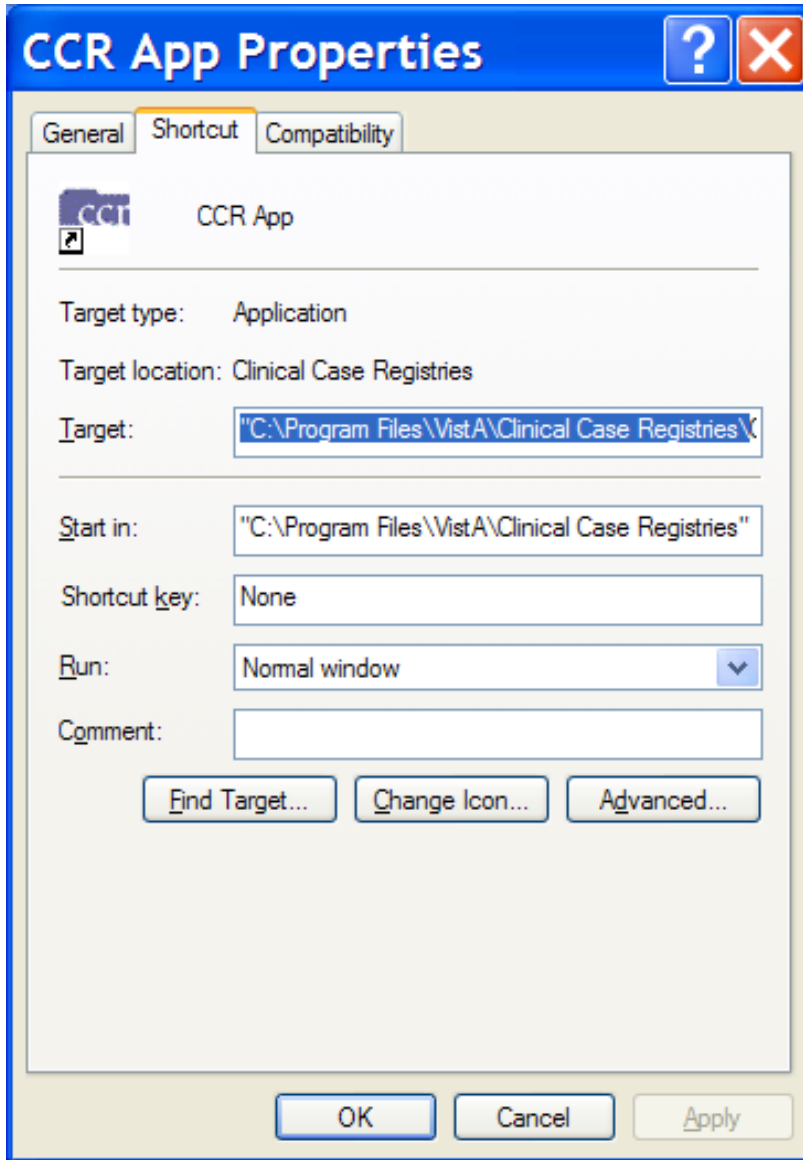 CCR App Properties
General Shortcut Compatibility
ccr CCR App
Target type: Application
Target location: Clinical Case Registries
Target: "C:\Program Files\VistA\Clinical Case Registries\
Start in: "C:\Program Files\VistA\Clinical Case Registries"
Shortcut key: None
Run: Normal window
Comment:
Find Target... Change Icon... Advanced...
OK Cancel Apply